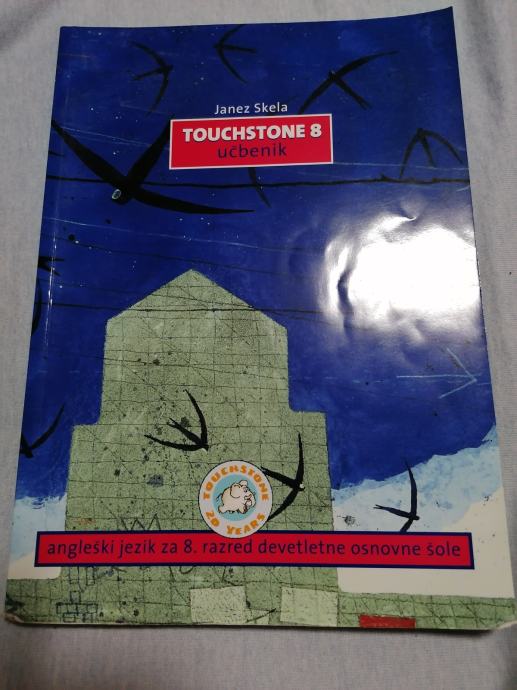 Janez Skela
TOUCHSTONE 8
učbenik
TOUCHSTONE
20 YEARS
angleški jezik za 8. razred devetletne osnovne šole